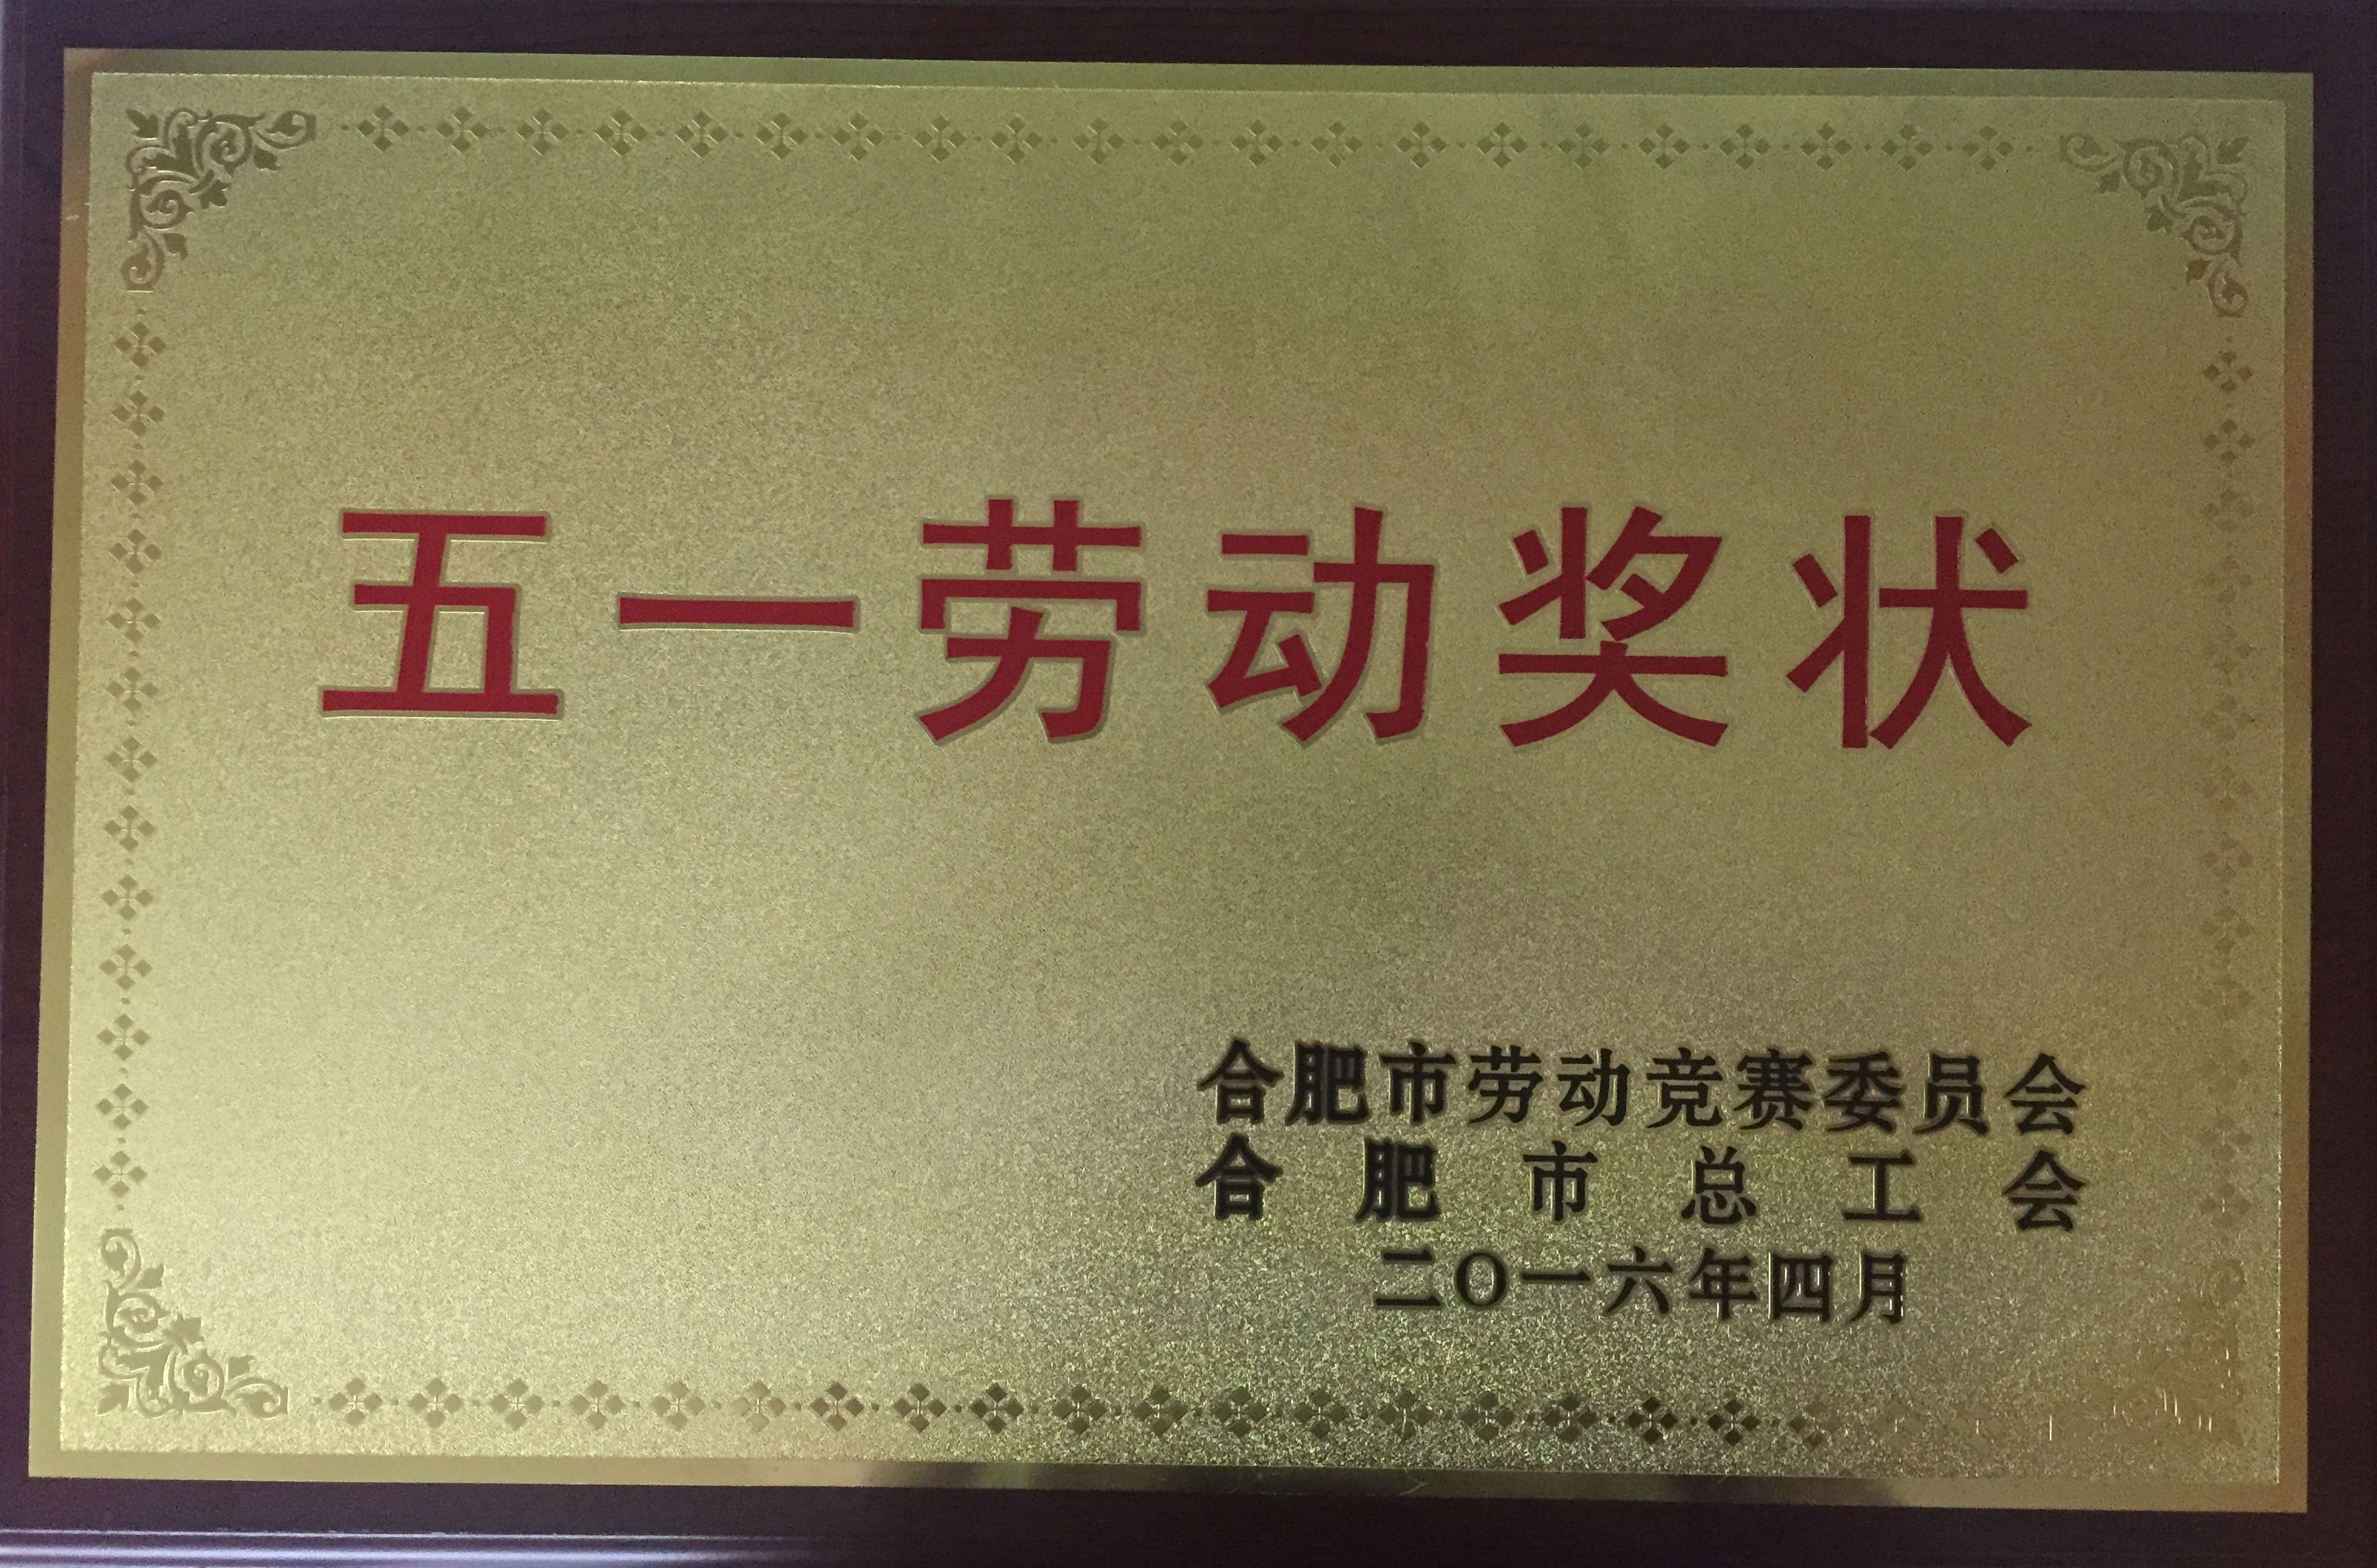 五一劳动奖状
合肥市劳动竞赛委员会
合肥市总工会
二〇一六年四月